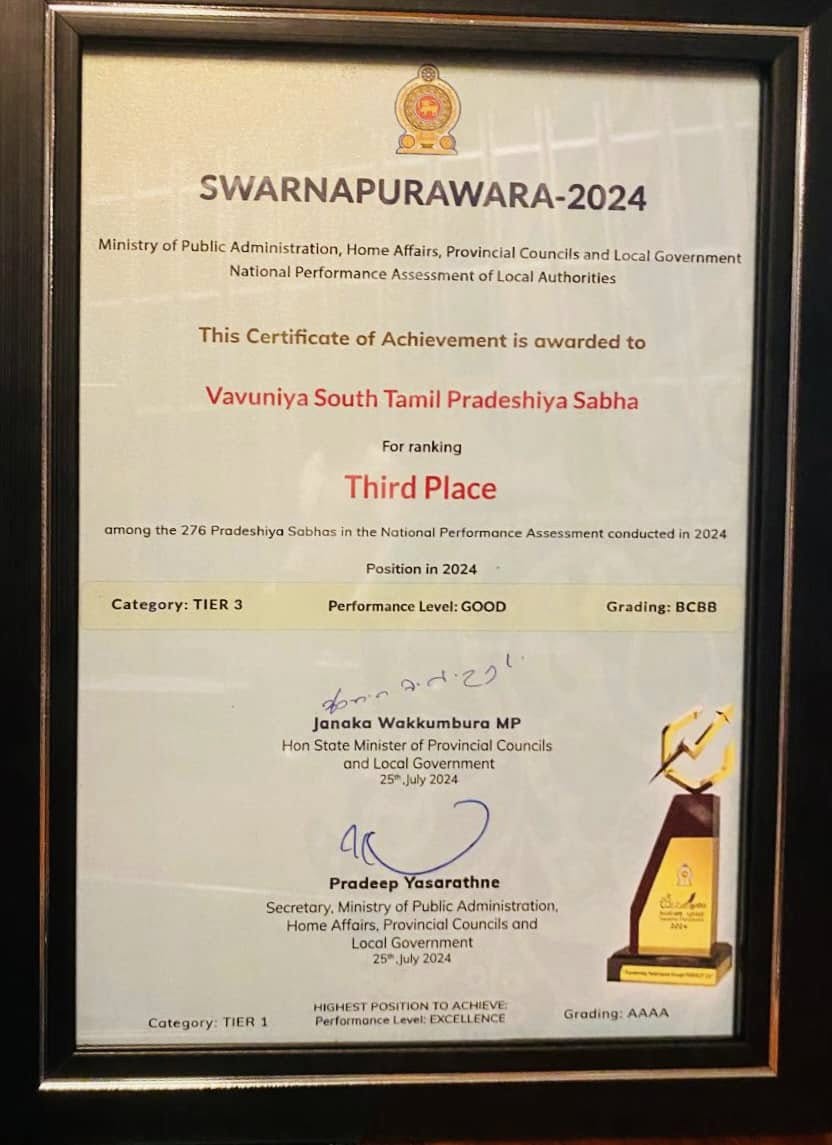 SWARNAPURAWARA-2024
Ministry of Public Administration, Home Affairs, Provincial Councils and Local Government
National Performance Assessment of Local Authorities
This Certificate of Achievement is awarded to
Vavuniya South Tamil Pradeshiya Sabha
For ranking
Third Place
among the 276 Pradeshiya Sabhas in the National Performance Assessment conducted in 2024
Position in 2024
Category: TIER 3 Performance Level: GOOD Grading: BCBB
Janaka Wakkumbura MP
Hon State Minister of Provincial Councils
and Local Government
25th,July 2024
Pradeep Yasarathne
Secretary, Ministry of Public Administration,
Home Affairs, Provincial Councils and
Local Government
25th,July 2024
2024
HIGHEST POSITION TO ACHIEVE:
Category: TIER 1 Performance Level: EXCELLENCE Grading: AAAA